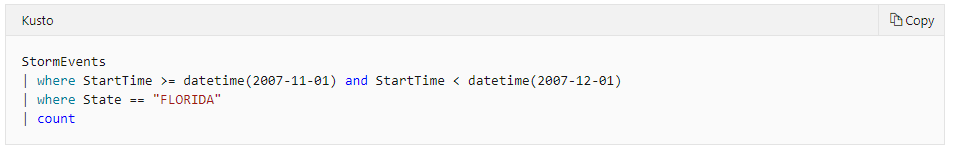 Kusto
Copy
StormEvents
| where StartTime >= datetime(2007-11-01) and StartTime < datetime(2007-12-01)
| where State == "FLORIDA"
| count